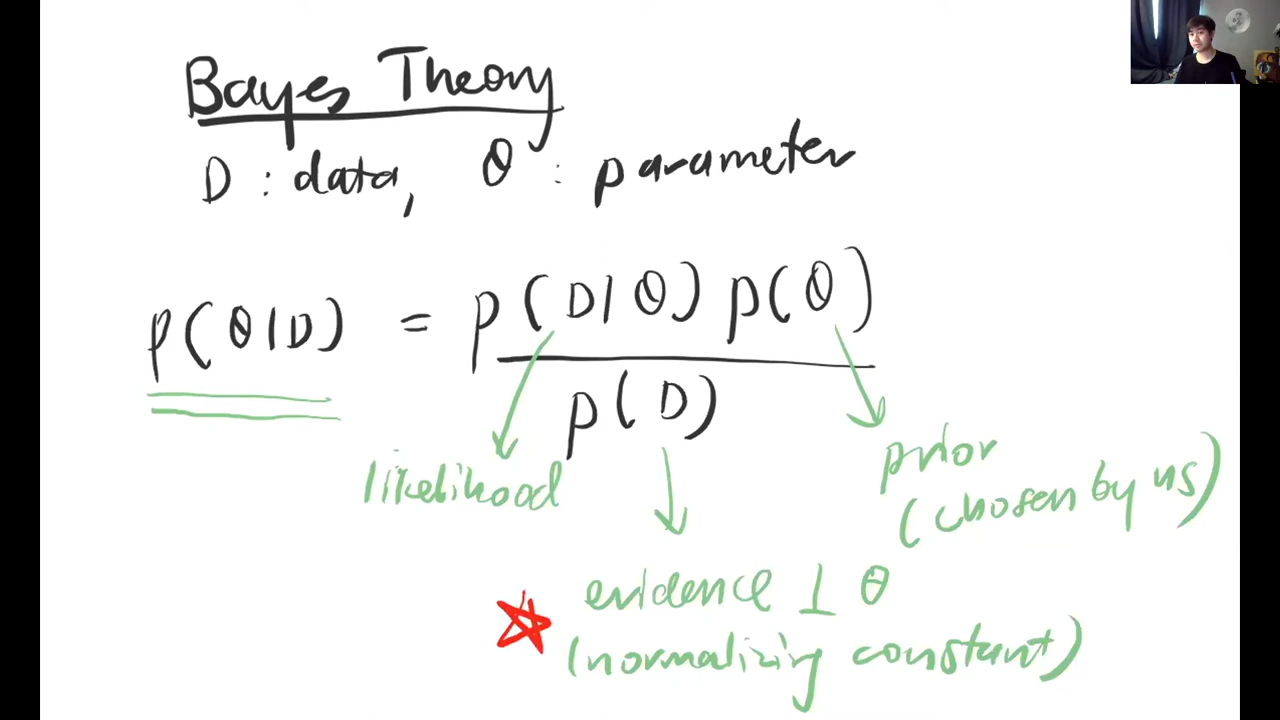 Bayes Theory
D : data, θ : parameter
p(θ|D) = p(D|θ) p(θ)
p(D)
likelihood
prior
(chosen by us)
evidence ⊥ θ
(normalizing constant)